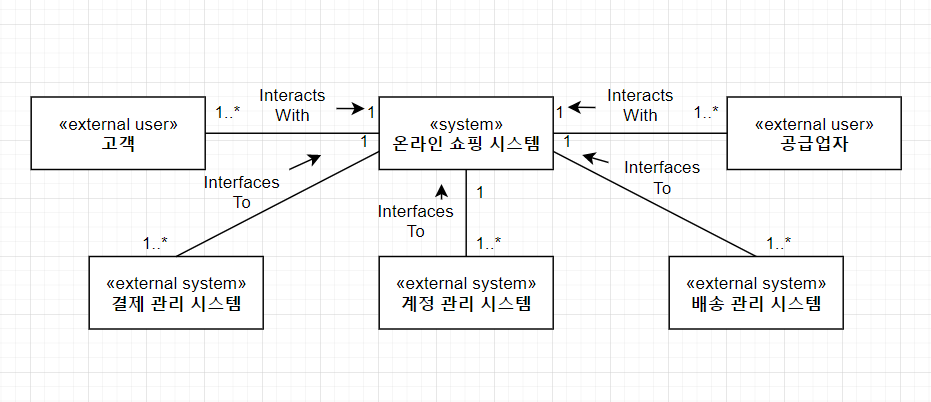 Interacts
With
1..*
1
«external user»
고객
«system»
온라인 쇼핑 시스템
1
Interacts
With
1..*
«external user»
공급업자
1
1
Interfaces
To
Interfaces
To
1
Interfaces
To
1..*
1..*
1..*
«external system»
결제 관리 시스템
«external system»
계정 관리 시스템
«external system»
배송 관리 시스템